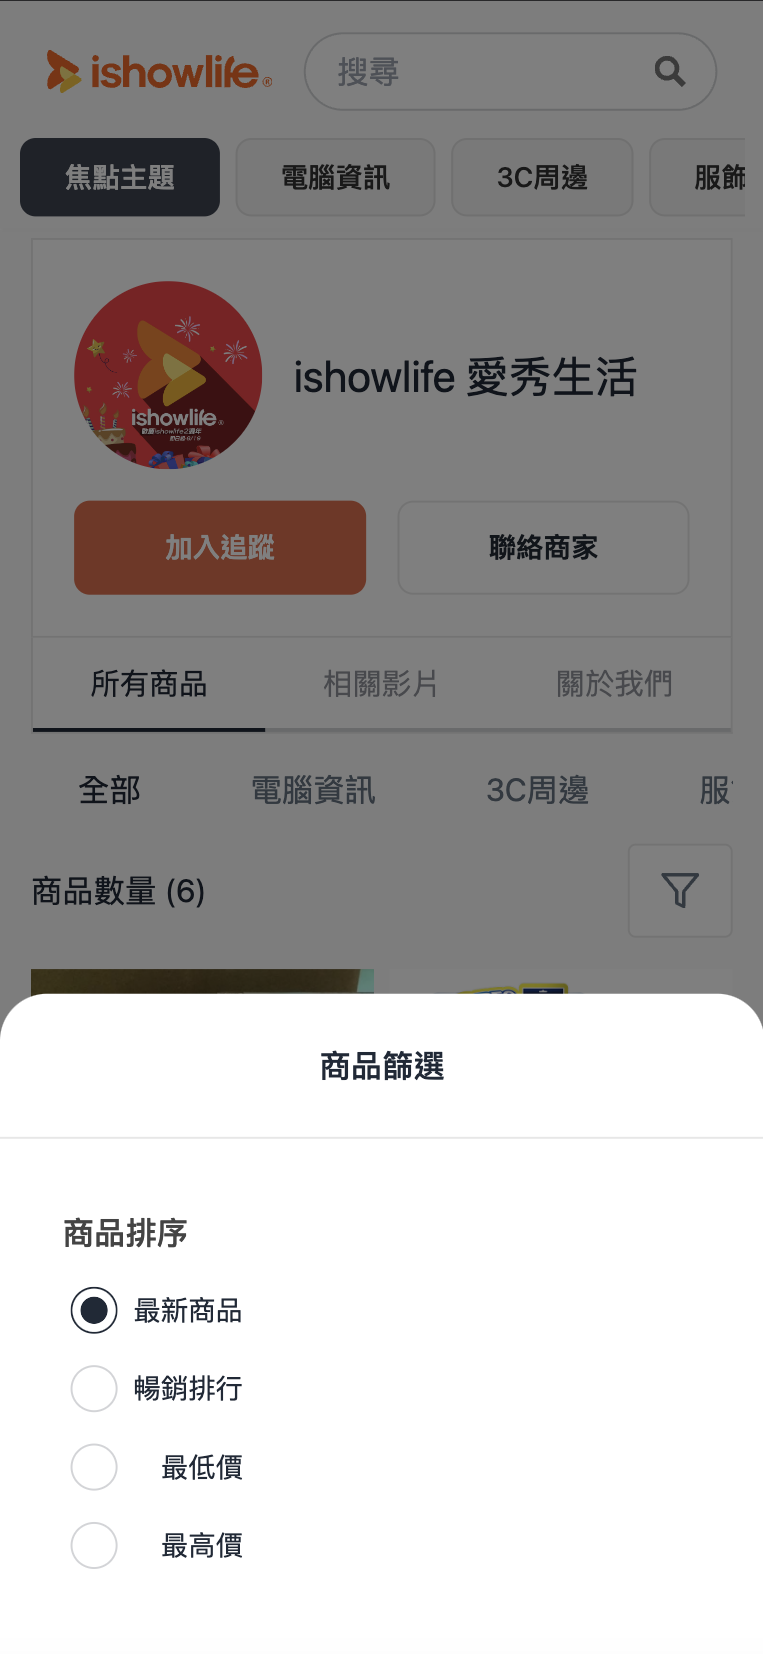 ishowlife®
搜尋
焦點主題
電腦資訊
3C周邊
服飾
ishowlife®
歡慶ishowlife2週年
ishowlife 愛秀生活
加入追蹤
聯絡商家
所有商品
相關影片
關於我們
全部
電腦資訊
3C周邊
服
商品數量 (6)
商品篩選
商品排序
最新商品
暢銷排行
最低價
最高價